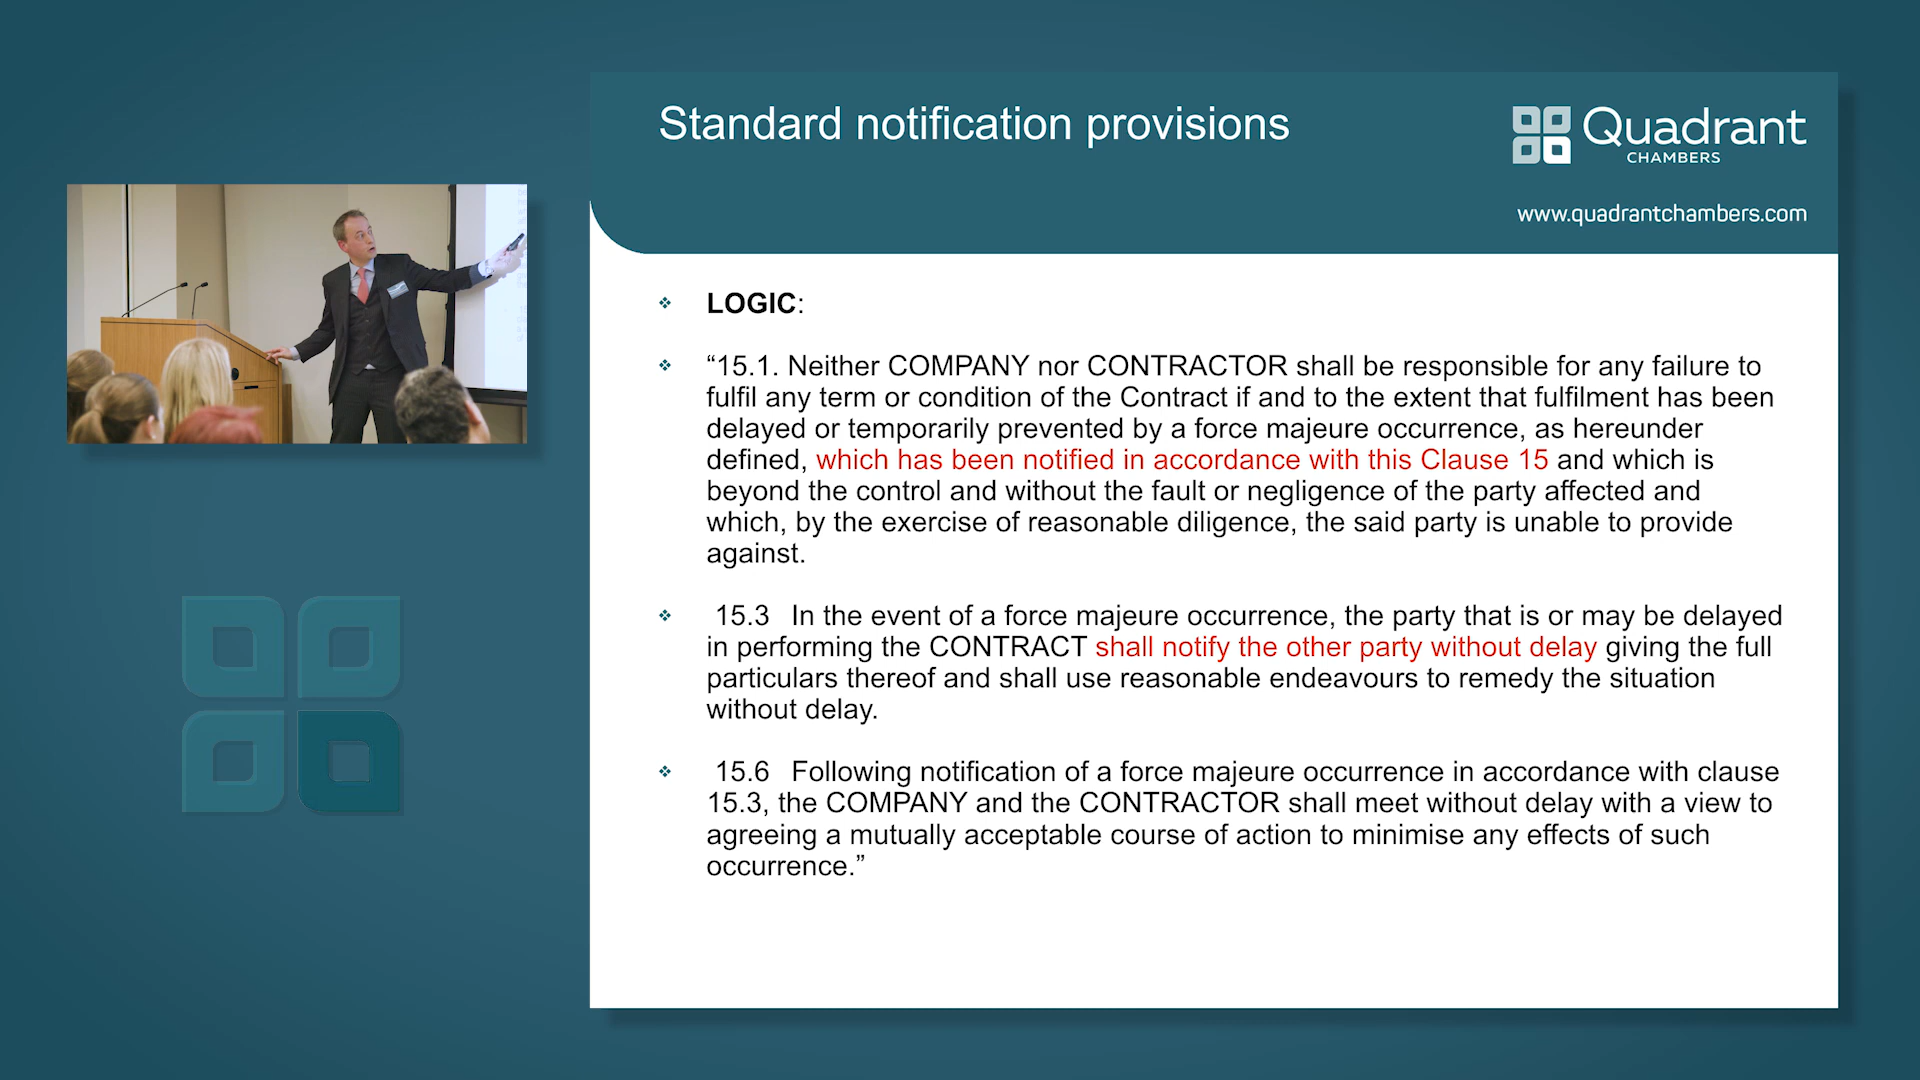 Standard notification provisions
Quadrant
CHAMBERS
www.quadrantchambers.com
LOGIC:
“15.1. Neither COMPANY nor CONTRACTOR shall be responsible for any failure to
fulfil any term or condition of the Contract if and to the extent that fulfilment has been
delayed or temporarily prevented by a force majeure occurrence, as hereunder
defined, which has been notified in accordance with this Clause 15 and which is
beyond the control and without the fault or negligence of the party affected and
which, by the exercise of reasonable diligence, the said party is unable to provide
against.
15.3 In the event of a force majeure occurrence, the party that is or may be delayed
in performing the CONTRACT shall notify the other party without delay giving the full
particulars thereof and shall use reasonable endeavours to remedy the situation
without delay.
15.6 Following notification of a force majeure occurrence in accordance with clause
15.3, the COMPANY and the CONTRACTOR shall meet without delay with a view to
agreeing a mutually acceptable course of action to minimise any effects of such
occurrence.”